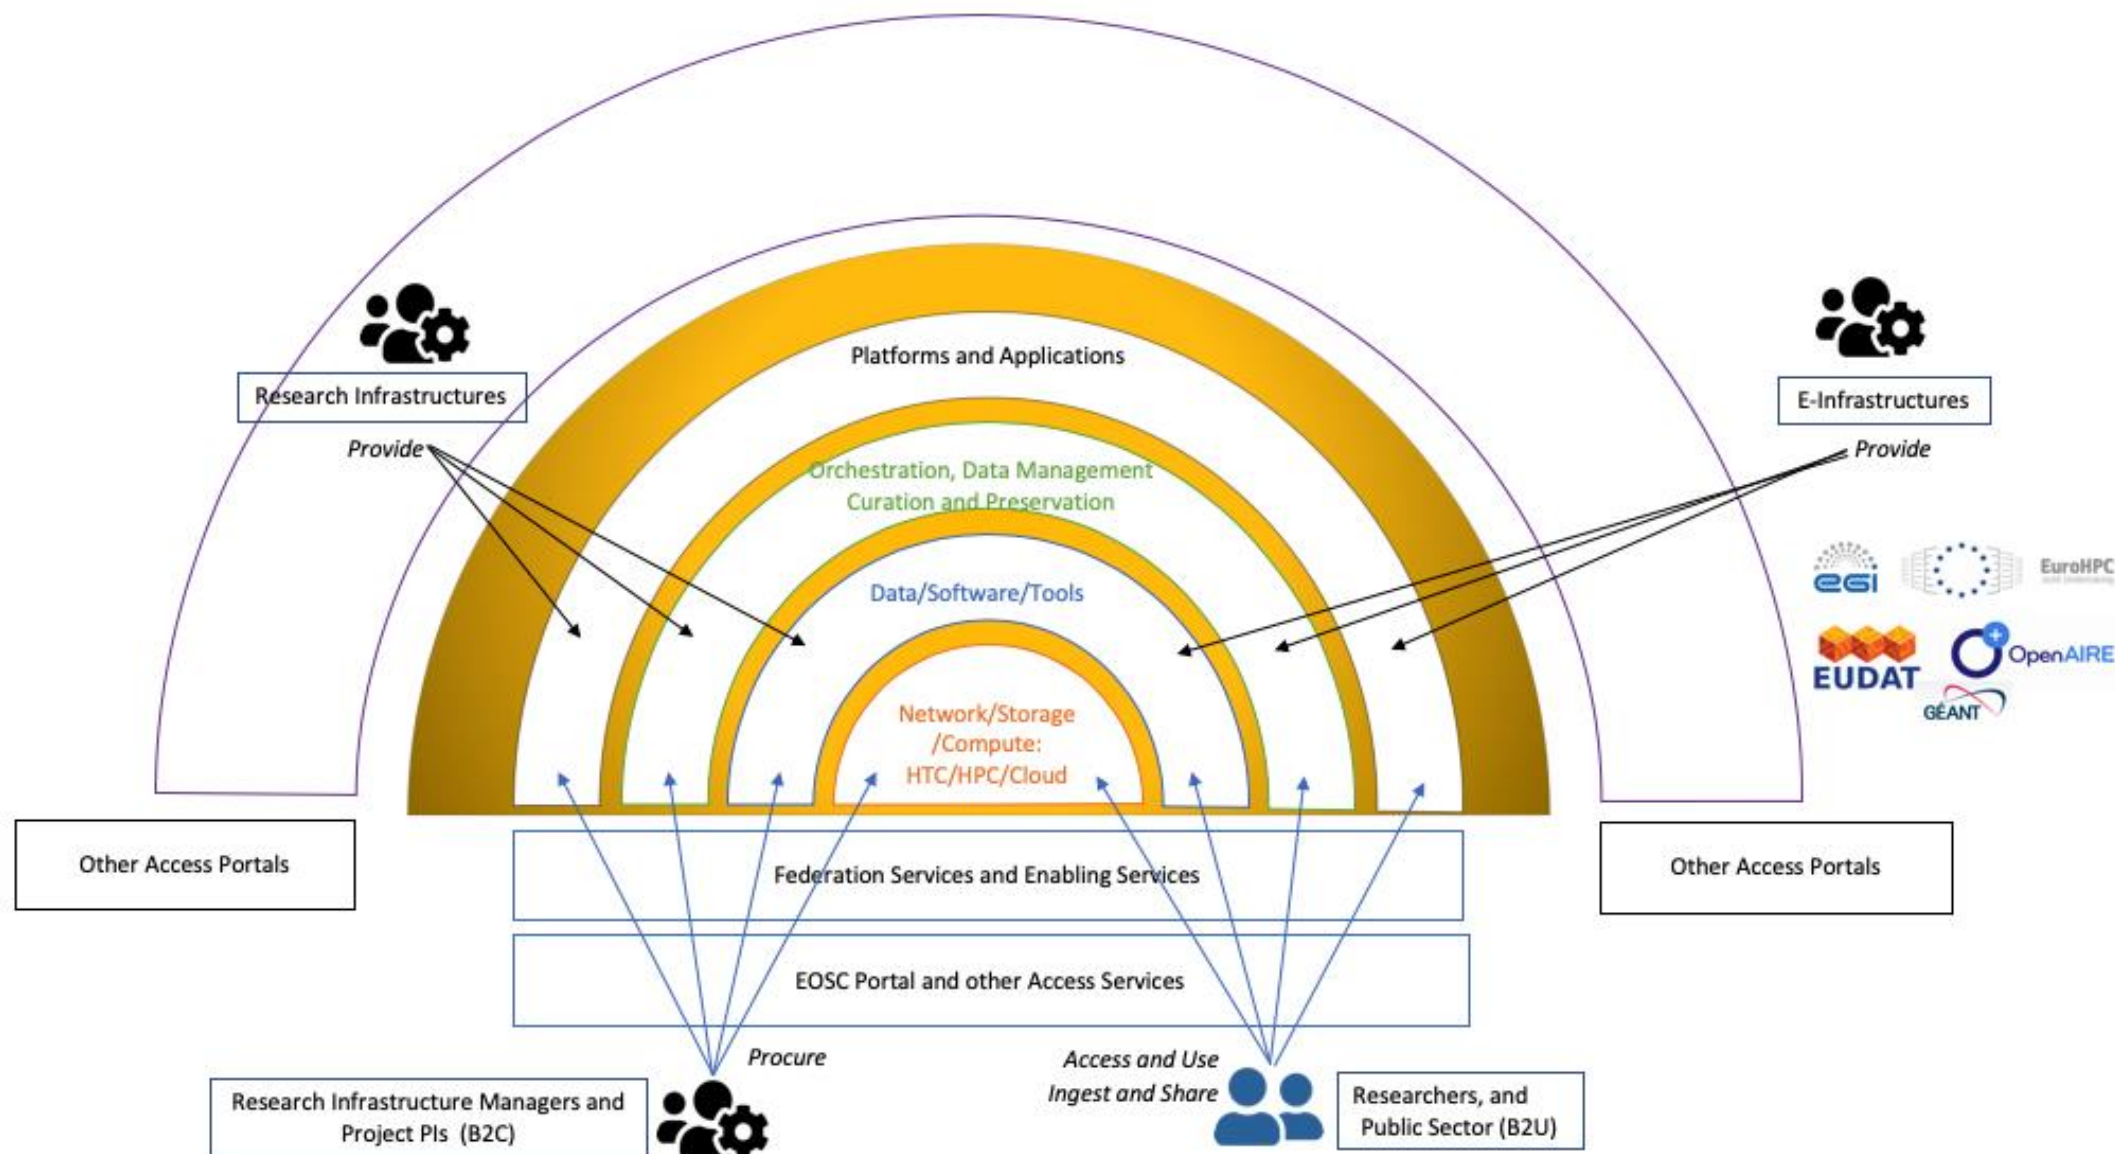 Platforms and Applications
Research Infrastructures
E-Infrastructures
Provide
Provide
Orchestration, Data Management
Curation and Preservation
EGI
EuroHPC
Data/Software/Tools
EUDAT
OpenAIRE
GÉANT
Network/Storage
/Compute:
HTC/HPC/Cloud
Other Access Portals
Federation Services and Enabling Services
Other Access Portals
EOSC Portal and other Access Services
Procure
Access and Use
Ingest and Share
Research Infrastructure Managers and
Project PIs (B2C)
Researchers, and
Public Sector (B2U)